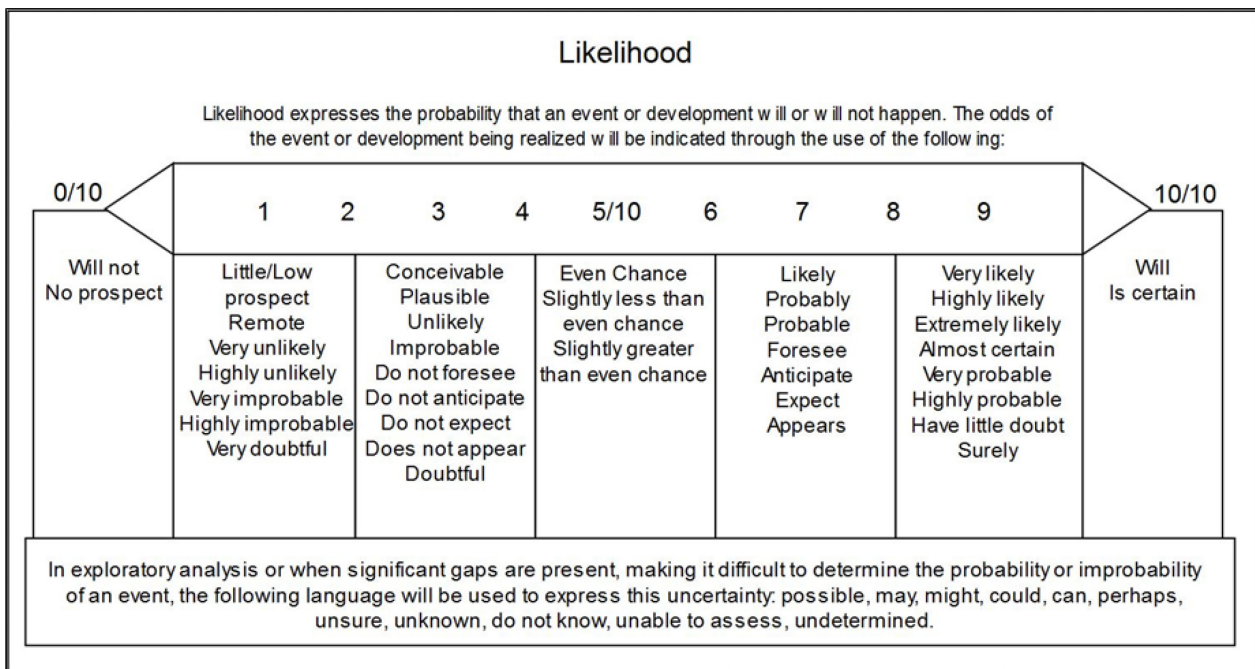 Likelihood
Likelihood expresses the probability that an event or development will or will not happen. The odds of
the event or development being realized will be indicated through the use of the following:
0/10
1 2 3 4 5/10 6 7 8 9
10/10
Will not
No prospect
Little/Low
prospect
Remote
Very unlikely
Highly unlikely
Very improbable
Highly improbable
Very doubtful
Conceivable
Plausible
Unlikely
Improbable
Do not foresee
Do not anticipate
Do not expect
Does not appear
Doubtful
Even Chance
Slightly less than
even chance
Slightly greater
than even chance
Likely
Probably
Probable
Foresee
Anticipate
Expect
Appears
Very likely
Highly likely
Extremely likely
Almost certain
Very probable
Highly probable
Have little doubt
Surely
Will
Is certain
In exploratory analysis or when significant gaps are present, making it difficult to determine the probability or improbability
of an event, the following language will be used to express this uncertainty: possible, may, might, could, can, perhaps,
unsure, unknown, do not know, unable to assess, undetermined.